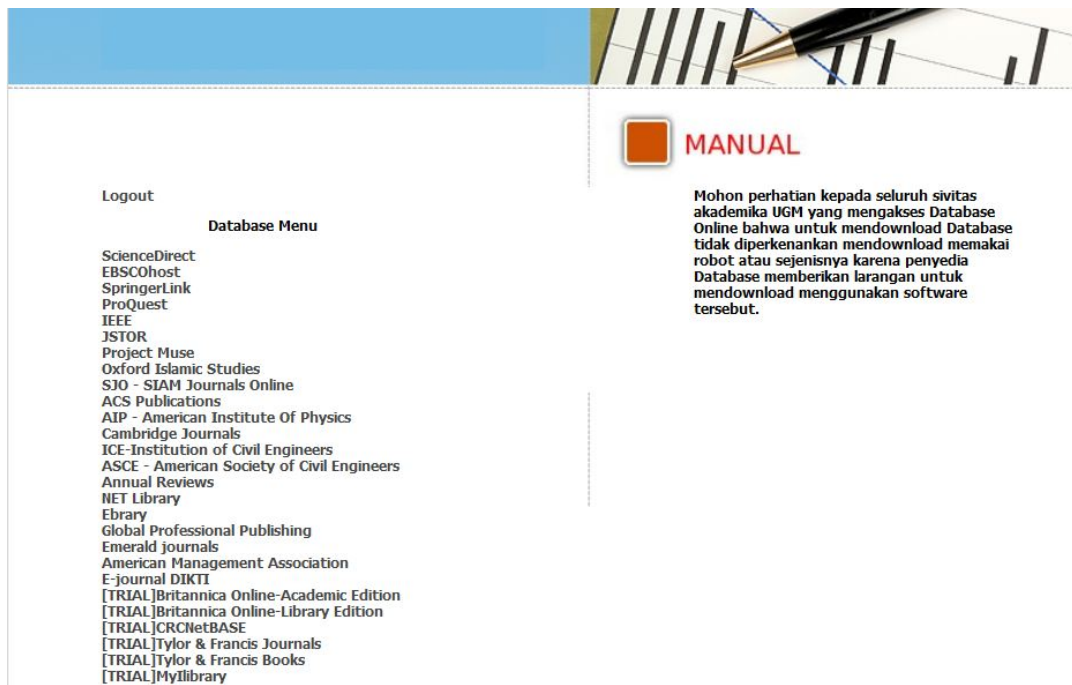 MANUAL
Logout
Database Menu
ScienceDirect
EBSCOhost
SpringerLink
ProQuest
IEEE
JSTOR
Project Muse
Oxford Islamic Studies
SJO - SIAM Journals Online
ACS Publications
AIP - American Institute Of Physics
Cambridge Journals
ICE-Institution of Civil Engineers
ASCE - American Society of Civil Engineers
Annual Reviews
NET Library
Ebrary
Global Professional Publishing
Emerald journals
American Management Association
E-journal DIKTI
[TRIAL]Britannica Online-Academic Edition
[TRIAL]Britannica Online-Library Edition
[TRIAL]CRCNetBASE
[TRIAL]Tylor & Francis Journals
[TRIAL]Tylor & Francis Books
[TRIAL]MyIlibrary
Mohon perhatian kepada seluruh sivitas
akademika UGM yang mengakses Database
Online bahwa untuk mendownload Database
tidak diperkenankan mendownload memakai
robot atau sejenisnya karena penyedia
Database memberikan larangan untuk
mendownload menggunakan software
tersebut.